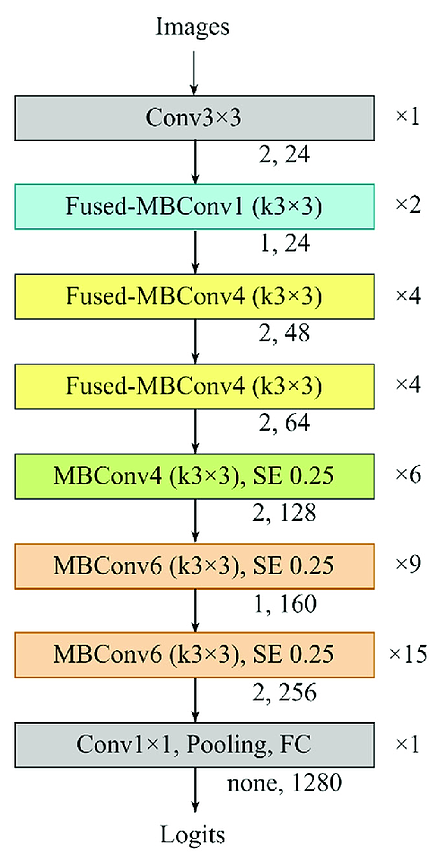 Images
Conv3×3 ×1
2, 24
Fused-MBConv1 (k3×3) ×2
1, 24
Fused-MBConv4 (k3×3) ×4
2, 48
Fused-MBConv4 (k3×3) ×4
2, 64
MBConv4 (k3×3), SE 0.25 ×6
2, 128
MBConv6 (k3×3), SE 0.25 ×9
1, 160
MBConv6 (k3×3), SE 0.25 ×15
2, 256
Conv1×1, Pooling, FC ×1
none, 1280
Logits